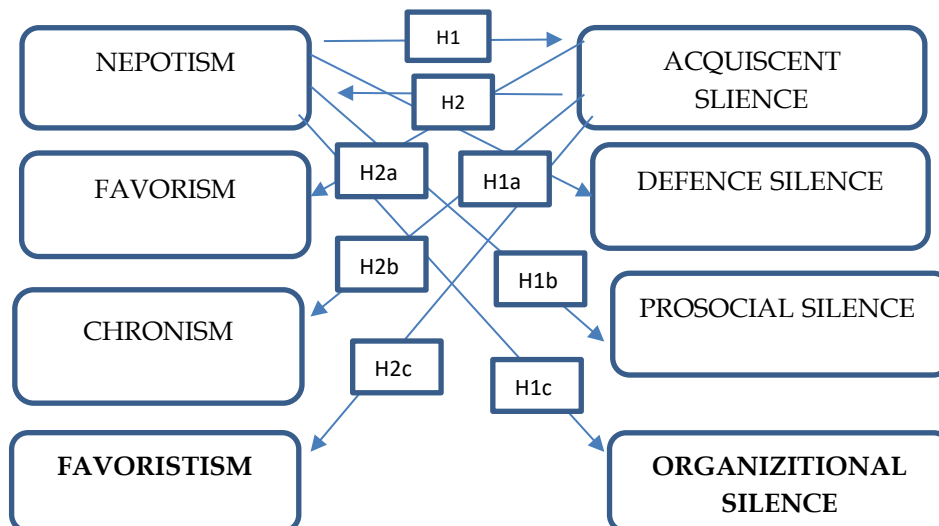 H1
NEPOTISM
ACQUISCENT
SLIENCE
H2
H2a
H1a
FAVORISM
DEFENCE SILENCE
H2b
H1b
CHRONISM
PROSOCIAL SILENCE
H2c
H1c
FAVORISTISM
ORGANIZITIONAL
SILENCE